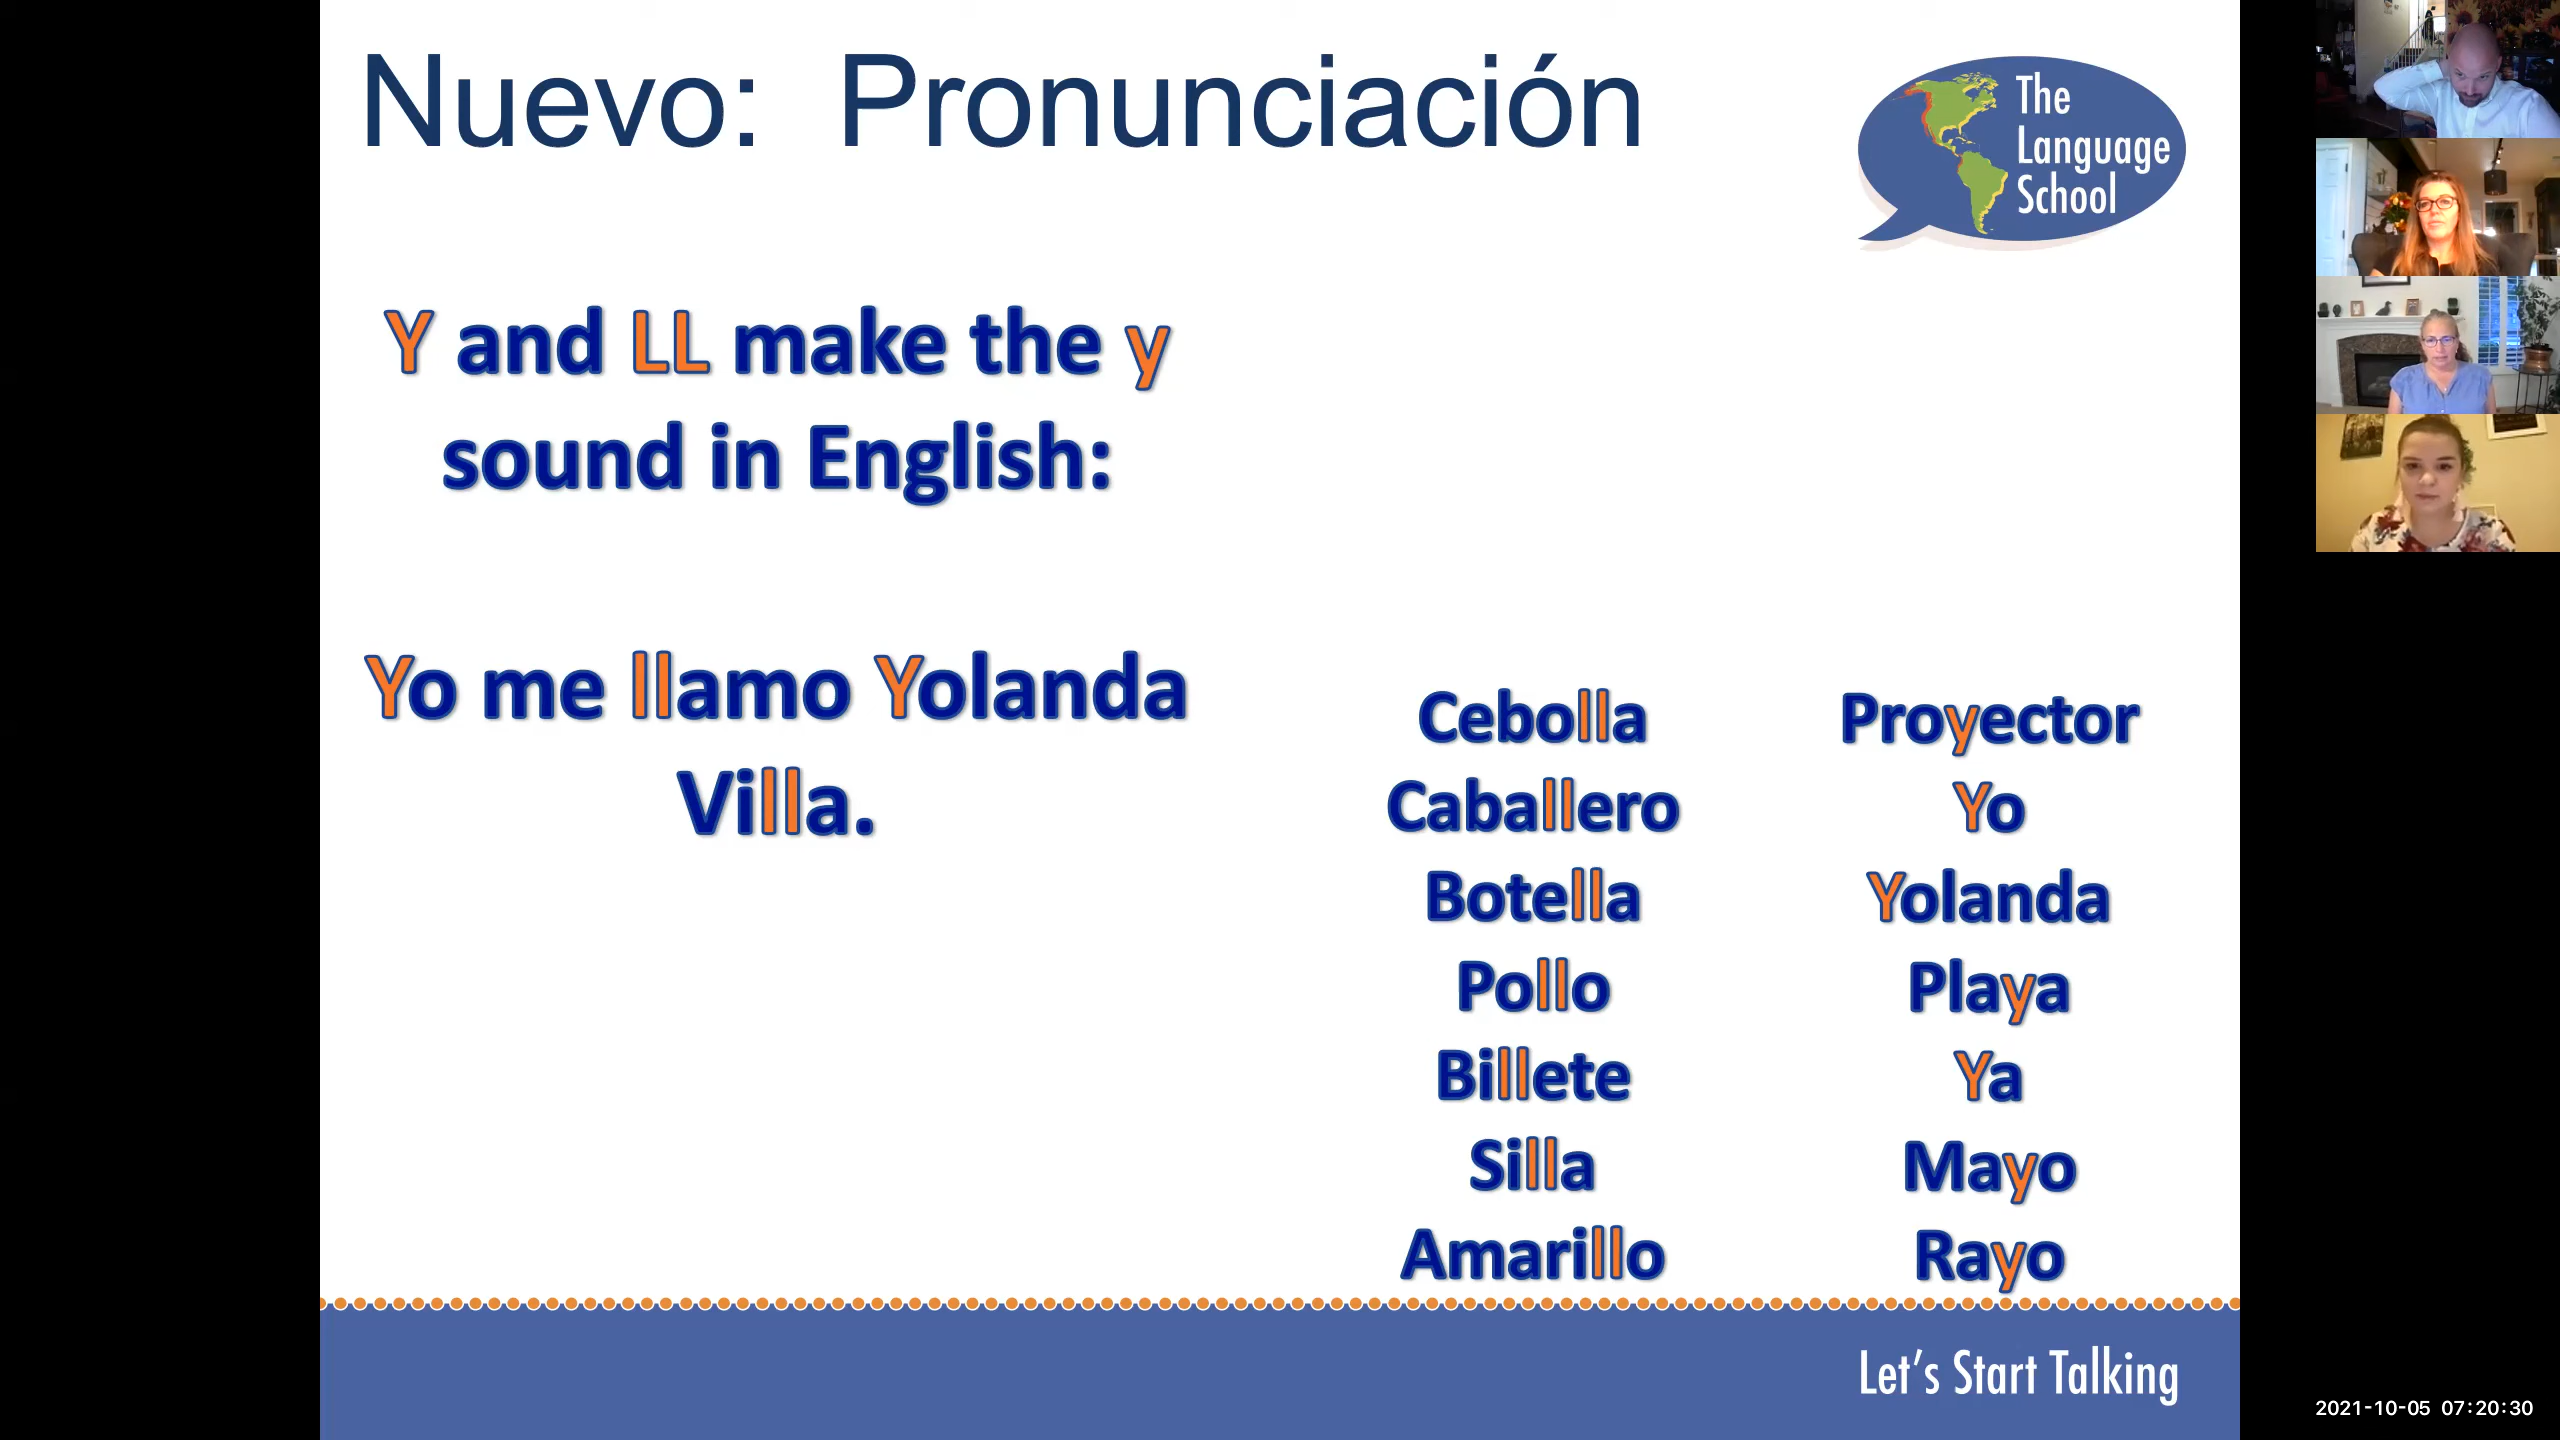 Nuevo: Pronunciación
The
Language
School
Y and LL make the y
sound in English:
Yo me llamo Yolanda
Villa.
Cebolla
Caballero
Botella
Pollo
Billete
Silla
Amarillo
Proyector
Yo
Yolanda
Playa
Ya
Mayo
Rayo
Let's Start Talking
2021-10-05 07:20:30